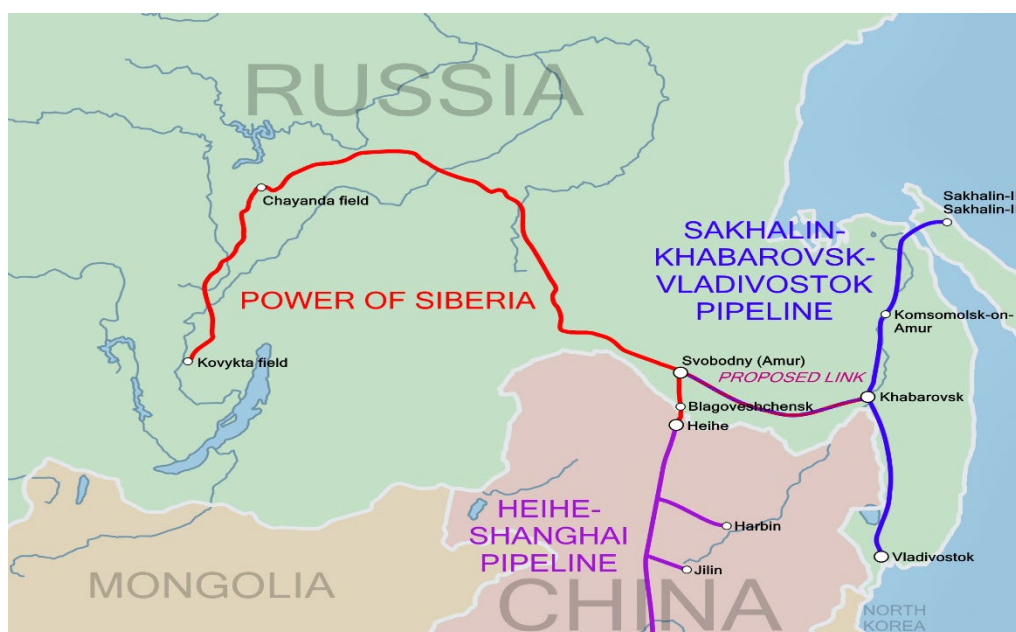 RUSSIA
Chayanda field
Sakhalin-I
Sakhalin-I
SAKHALIN-
KHABAROVSK-
VLADIVOSTOK
PIPELINE
POWER OF SIBERIA
Komsomolsk-on-
Amur
Kovykta field
Svobodny (Amur)
PROPOSED LINK
Khabarovsk
Blagoveshchensk
Heihe
HEIHE-
SHANGHAI
PIPELINE
Harbin
Vladivostok
Jilin
MONGOLIA
CHINA
NORTH
KOREA